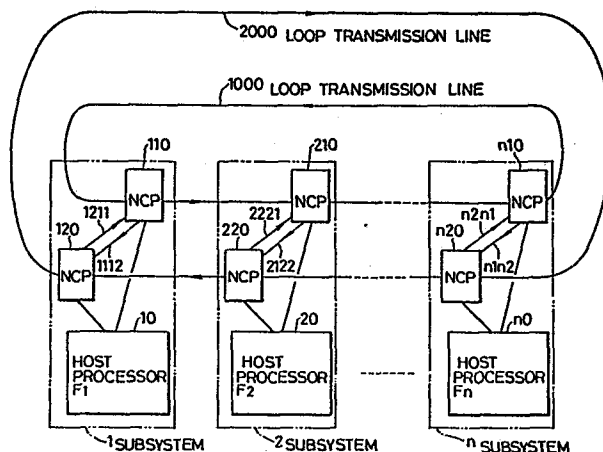 2000 LOOP TRANSMISSION LINE
1000 LOOP TRANSMISSION LINE
110
210
n10
NCP
NCP
NCP
120
1211
220
2221
n20
n2n1
1112
2122
n1n2
NCP
NCP
NCP
10
20
n0
HOST PROCESSOR F1
HOST PROCESSOR F2
HOST PROCESSOR Fn
1 SUBSYSTEM
2 SUBSYSTEM
n SUBSYSTEM